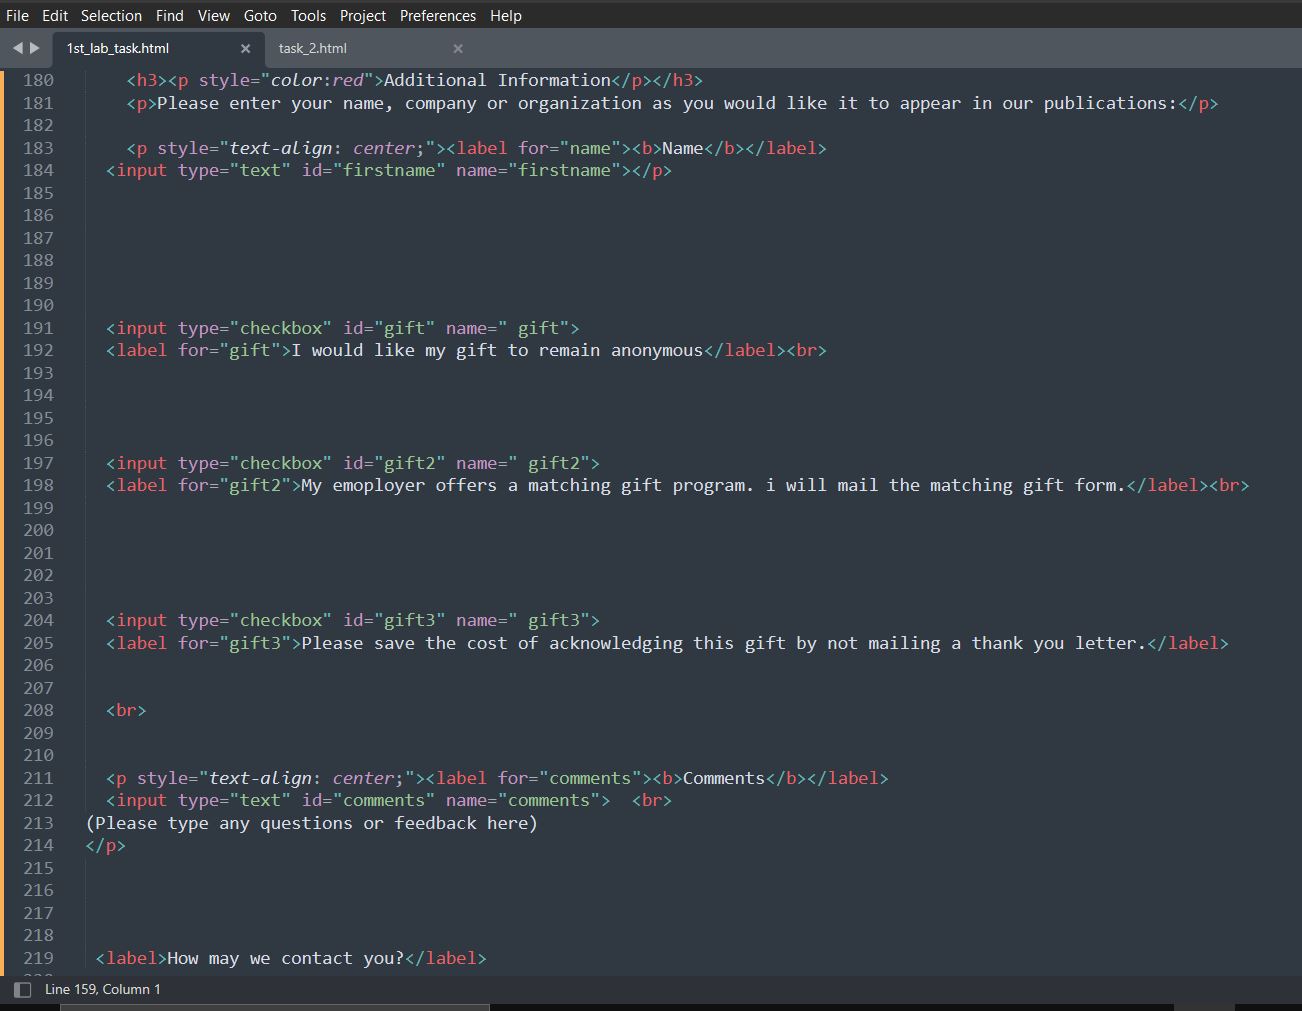 File Edit Selection Find View Goto Tools Project Preferences Help
1st_lab_task.html × task_2.html ×
180 <h3><p style="color:red">Additional Information</p></h3>
181 <p>Please enter your name, company or organization as you would like it to appear in our publications:</p>
182
183 <p style="text-align: center;"><label for="name"><b>Name</b></label>
184 <input type="text" id="firstname" name="firstname"></p>
185
186
187
188
189
190
191 <input type="checkbox" id="gift" name=" gift">
192 <label for="gift">I would like my gift to remain anonymous</label><br>
193
194
195
196
197 <input type="checkbox" id="gift2" name=" gift2">
198 <label for="gift2">My emoployer offers a matching gift program. i will mail the matching gift form.</label><br>
199
200
201
202
203
204 <input type="checkbox" id="gift3" name=" gift3">
205 <label for="gift3">Please save the cost of acknowledging this gift by not mailing a thank you letter.</label>
206
207
208 <br>
209
210
211 <p style="text-align: center;"><label for="comments"><b>Comments</b></label>
212 <input type="text" id="comments" name="comments">  <br>
213 (Please type any questions or feedback here)
214 </p>
215
216
217
218
219 <label>How may we contact you?</label>
Line 159, Column 1